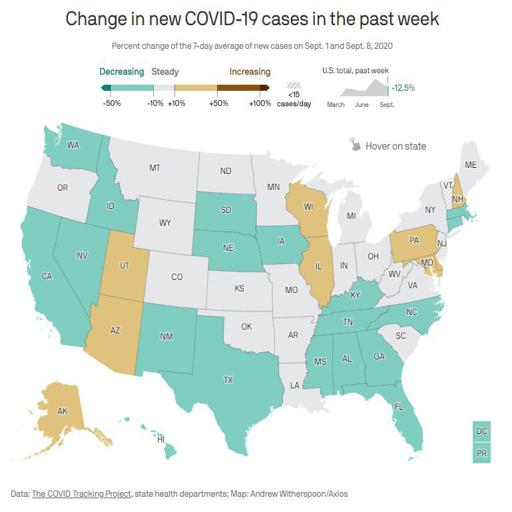 Change in new COVID-19 cases in the past week
Percent change of the 7-day average of new cases on Sept. 1 and Sept. 8, 2020
Decreasing Steady Increasing
-50% -10% +10% +50% +100%
<15
cases/day
U.S. total, past week
-12.5%
March June Sept.
Hover on state
WA
MT
ND
MN
ME
OR
ID
SD
WI
MI
VT
NH
NY
WY
NE
IA
PA
NJ
NV
UT
CO
IL
IN
OH
MD
CA
KS
MO
WV
VA
KY
AZ
NM
OK
AR
TN
NC
SC
TX
LA
MS
AL
GA
FL
AK
HI
DC
PR
Data: The COVID Tracking Project, state health departments; Map: Andrew Witherspoon/Axios